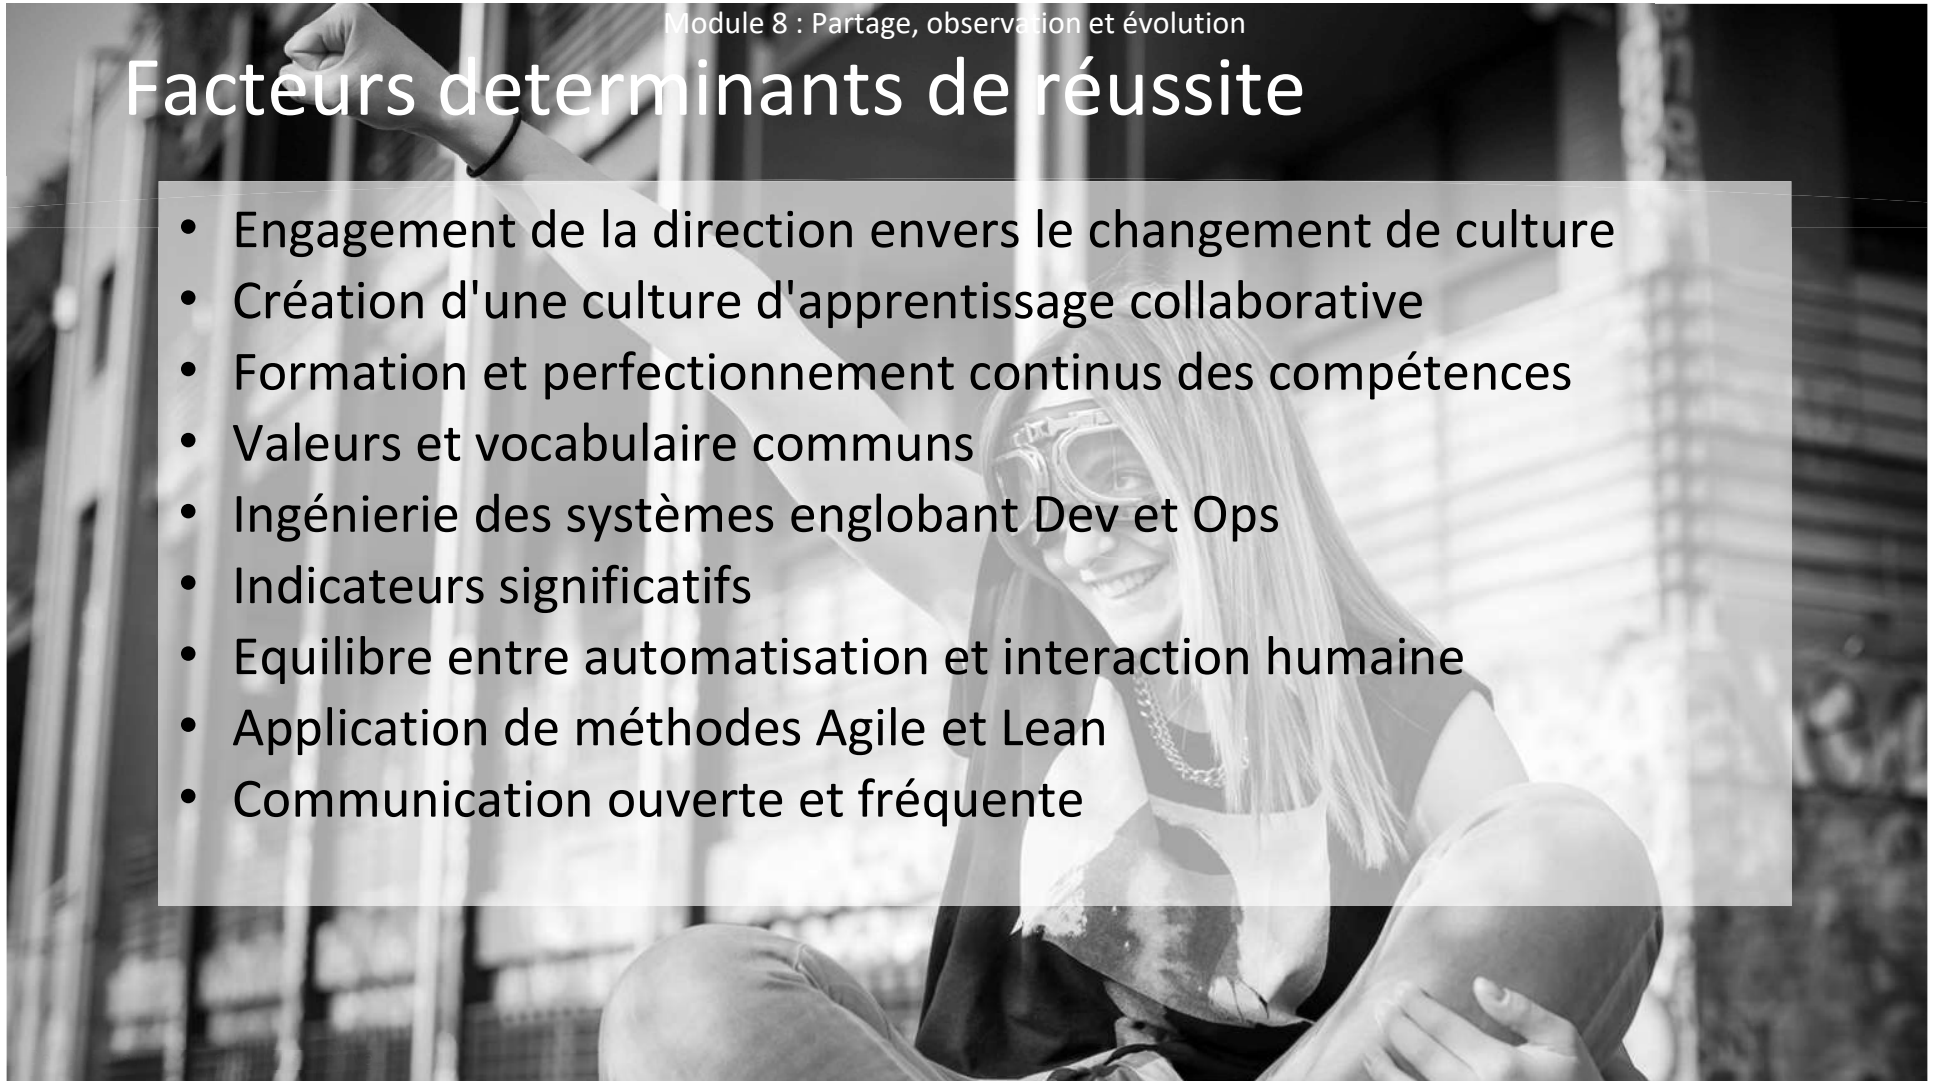 Module 8 : Partage, observation et évolution
Facteurs determinants de réussite
• Engagement de la direction envers le changement de culture
• Création d'une culture d'apprentissage collaborative
• Formation et perfectionnement continus des compétences
• Valeurs et vocabulaire communs
• Ingénierie des systèmes englobant Dev et Ops
• Indicateurs significatifs
• Equilibre entre automatisation et interaction humaine
• Application de méthodes Agile et Lean
• Communication ouverte et fréquente